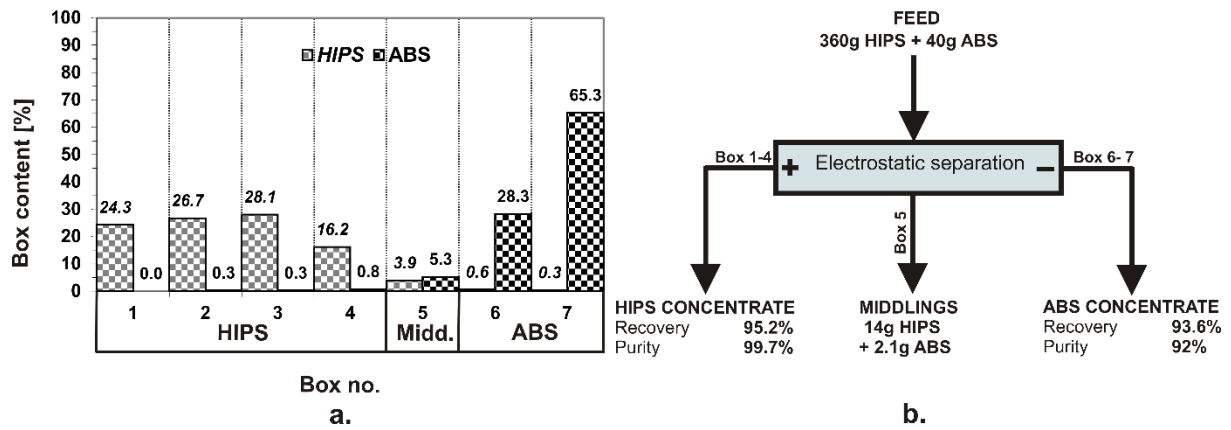 100
90
80
70
60
50
40
30
20
10
0
Box content [%]
HIPS ABS
24.3 0.0 26.7 0.3 28.1 0.3 16.2 0.8 3.9 5.3 0.6 28.3 0.3 65.3
1 2 3 4 5 6 7
HIPS Midd. ABS
Box no.
a.
FEED
360g HIPS + 40g ABS
Box 1-4
+ Electrostatic separation −
Box 6- 7
Box 5
HIPS CONCENTRATE
Recovery 95.2%
Purity 99.7%
MIDDLINGS
14g HIPS
+ 2.1g ABS
ABS CONCENTRATE
Recovery 93.6%
Purity 92%
b.